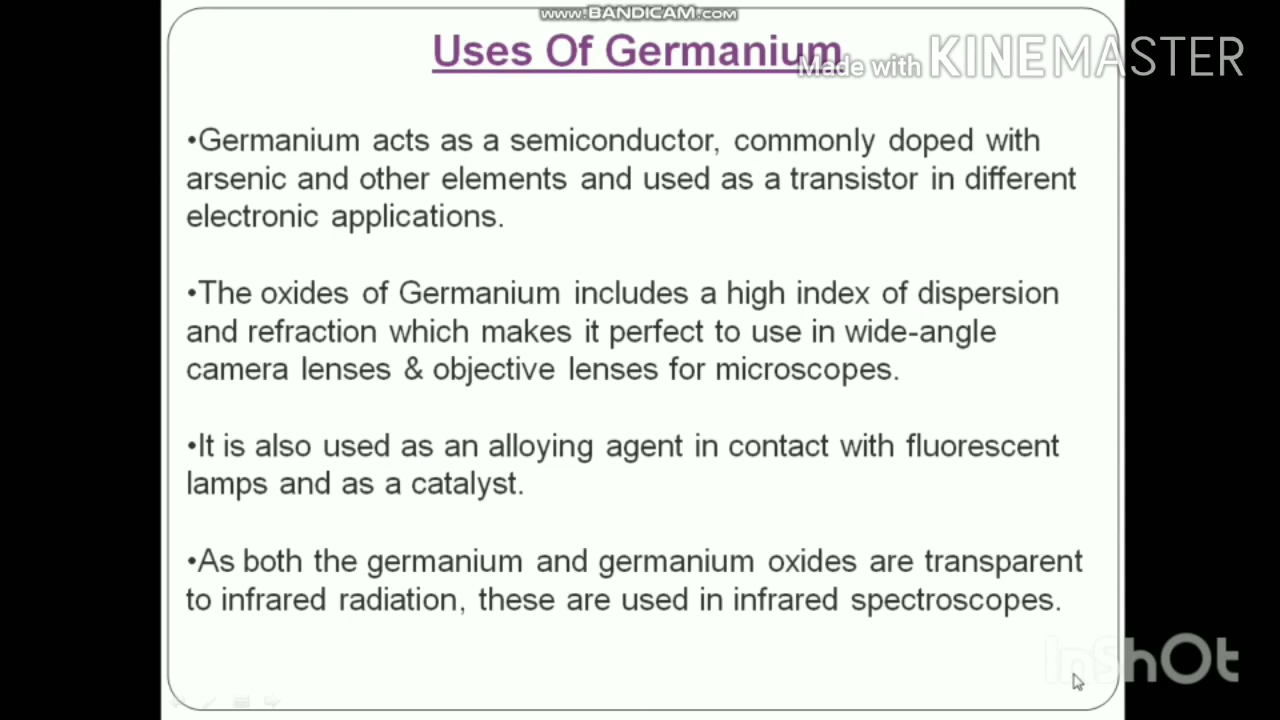 www.BANDICAM.com
Uses Of Germanium
Made with KINEMASTER
•Germanium acts as a semiconductor, commonly doped with
arsenic and other elements and used as a transistor in different
electronic applications.
•The oxides of Germanium includes a high index of dispersion
and refraction which makes it perfect to use in wide-angle
camera lenses & objective lenses for microscopes.
•It is also used as an alloying agent in contact with fluorescent
lamps and as a catalyst.
•As both the germanium and germanium oxides are transparent
to infrared radiation, these are used in infrared spectroscopes.
InShOt